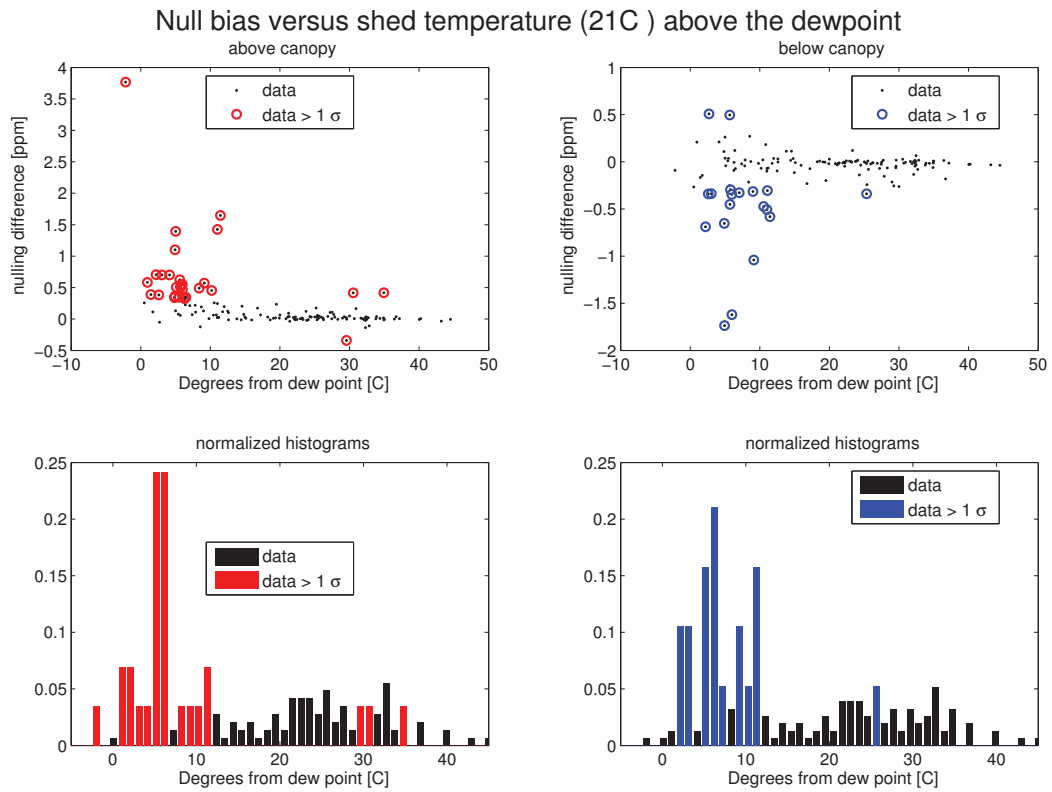 Null bias versus shed temperature (21C ) above the dewpoint
above canopy
4
3.5
3
2.5
2
1.5
1
0.5
0
−0.5
nulling difference [ppm]
data
data > 1 σ
−10 0 10 20 30 40 50
Degrees from dew point [C]
below canopy
1
0.5
0
−0.5
−1
−1.5
−2
nulling difference [ppm]
data
data > 1 σ
−10 0 10 20 30 40 50
Degrees from dew point [C]
normalized histograms
0.25
0.2
0.15
0.1
0.05
0
data
data > 1 σ
0 10 20 30 40
Degrees from dew point [C]
normalized histograms
0.25
0.2
0.15
0.1
0.05
0
data
data > 1 σ
0 10 20 30 40
Degrees from dew point [C]